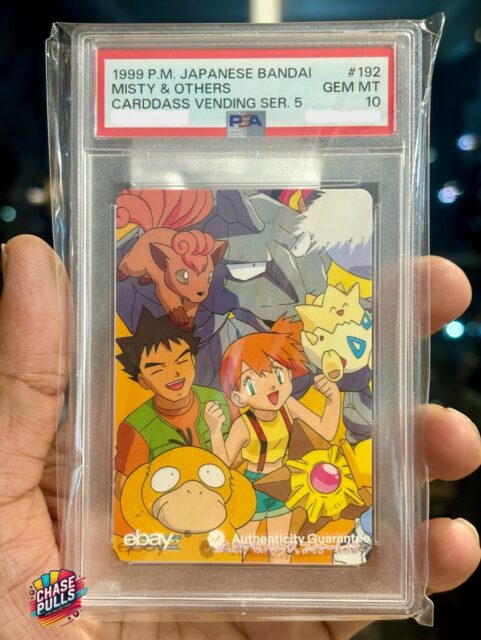 1999 P.M. JAPANESE BANDAI #192
MISTY & OTHERS GEM MT
CARDDASS VENDING SER. 5 10
PSA
ebay Authenticity Guarantee
CHASE
PULLS